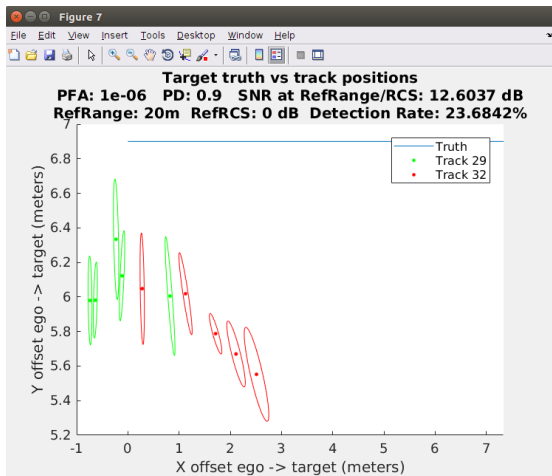 Figure 7
File Edit View Insert Tools Desktop Window Help
Target truth vs track positions
PFA: 1e-06 PD: 0.9 SNR at RefRange/RCS: 12.6037 dB
RefRange: 20m RefRCS: 0 dB Detection Rate: 23.6842%
7
6.8
6.6
6.4
6.2
6
5.8
5.6
5.4
5.2
Y offset ego -> target (meters)
Truth
Track 29
Track 32
-1 0 1 2 3 4 5 6 7
X offset ego -> target (meters)